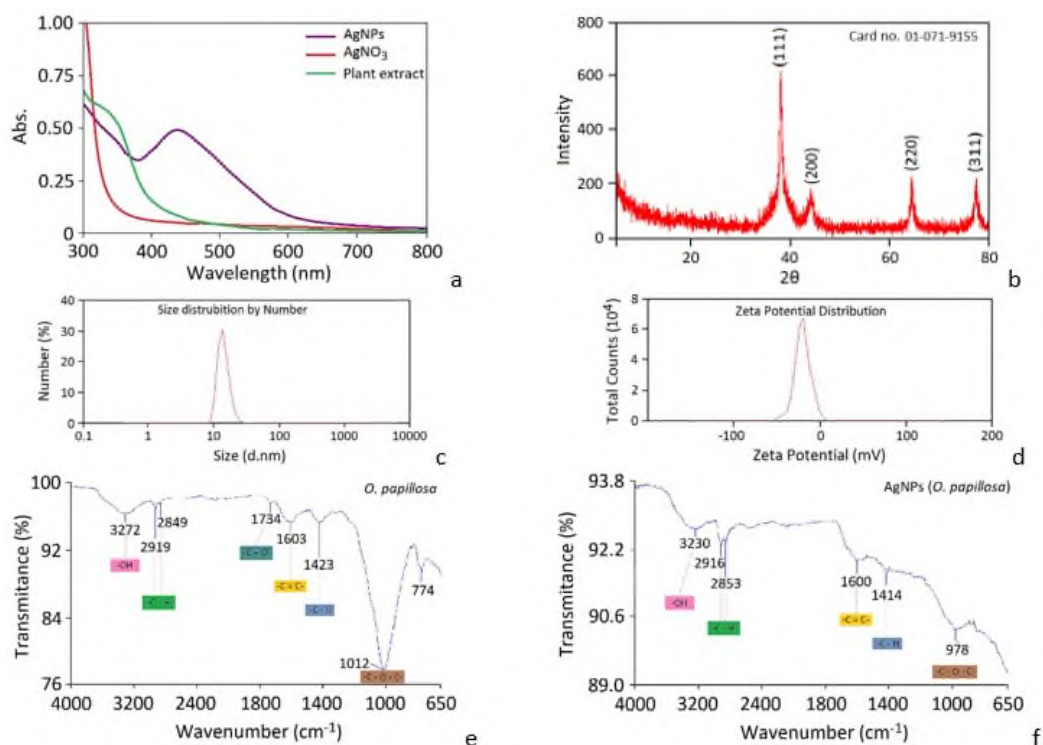 1.00
0.75
0.50
0.25
0
Abs.
AgNPs
AgNO₃
Plant extract
300 400 500 600 700 800
Wavelength (nm)
a
800
600
400
200
0
Intensity
Card no. 01-071-9155
(111)
(200)
(220)
(311)
20 40 60 80
2θ
b
Size distrubition by Number
40
30
20
10
0
Number (%)
0.1 1 10 100 1000 10000
Size (d.nm)
c
Zeta Potential Distribution
8
6
4
2
0
Total Counts (10⁴)
-100 0 100 200
Zeta Potential (mV)
d
O. papillosa
100
92
84
76
Transmitance (%)
3272
2919
2849
1734
1603
1423
1012
774
-OH
4000 3200 2400 1800 1400 1000 650
Wavenumber (cm⁻¹)
e
AgNPs (O. papillosa)
93.8
92.2
90.6
89.0
Transmitance (%)
3230
2916
2853
1600
1414
978
-OH
4000 3200 2400 1800 1400 1000 650
Wavenumber (cm⁻¹)
f